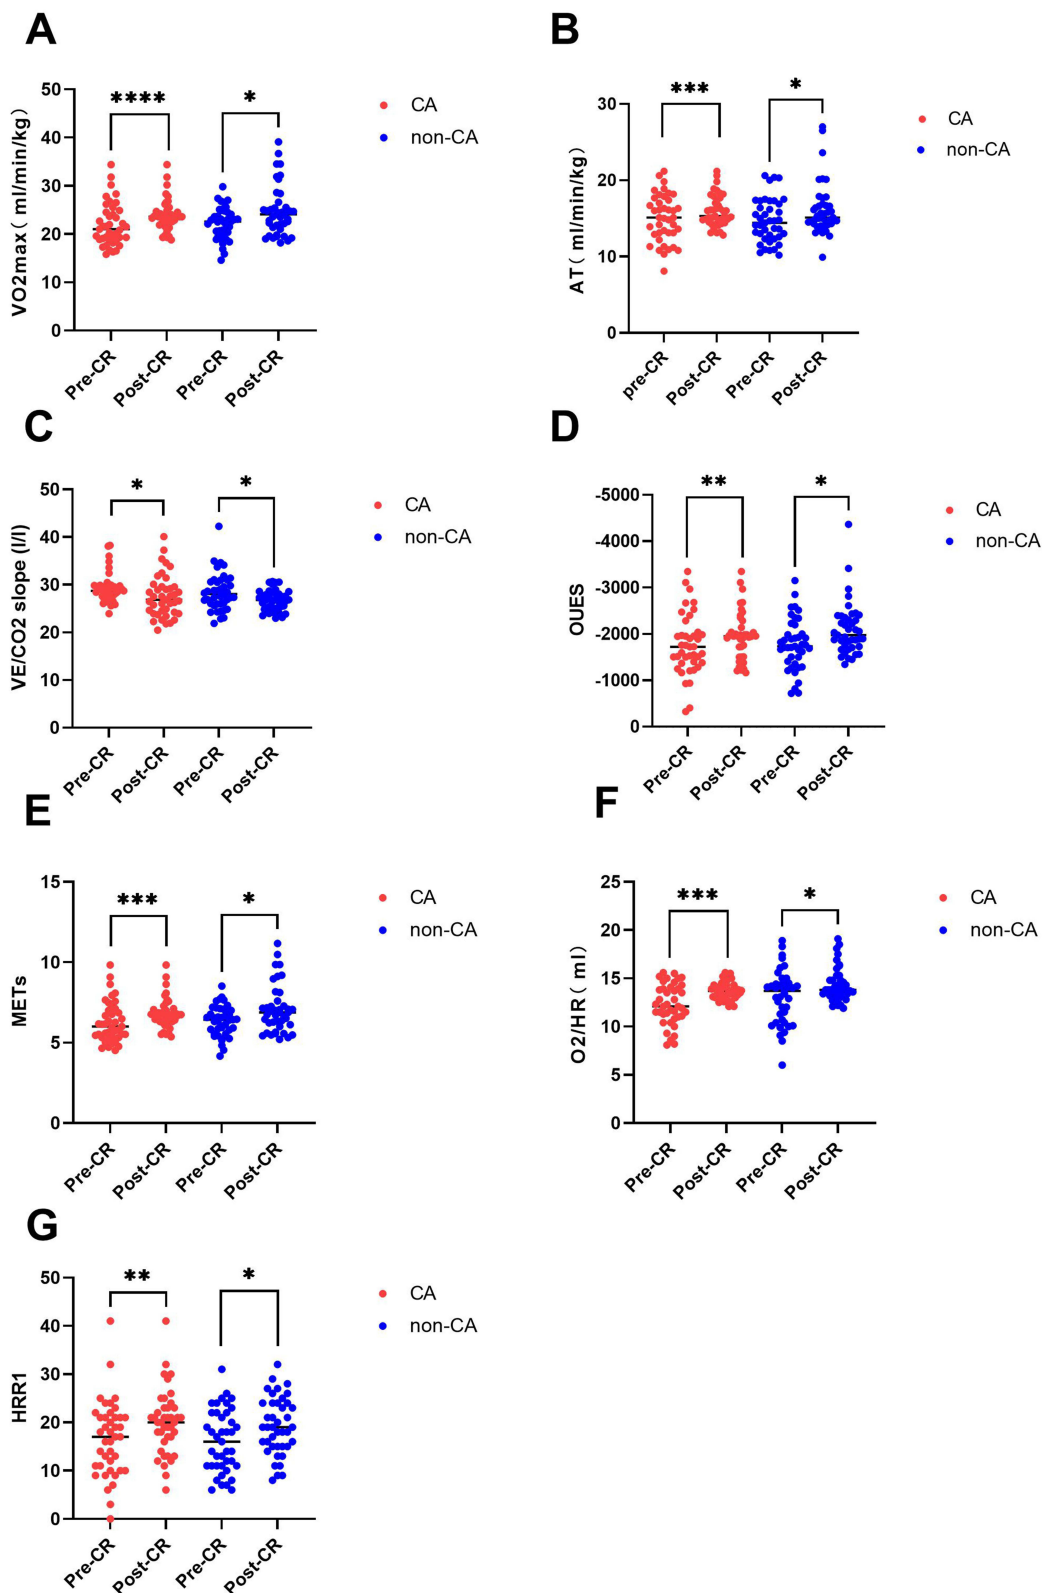 A
VO2max( ml/min/kg)
50
40
30
20
10
0
****
*
CA
non-CA
Pre-CR
Post-CR
Pre-CR
Post-CR
B
AT( ml/min/kg)
30
20
10
0
***
*
CA
non-CA
pre-CR
Post-CR
Pre-CR
Post-CR
C
VE/CO2 slope (l/l)
50
40
30
20
10
0
*
*
CA
non-CA
Pre-CR
Post-CR
Pre-CR
Post-CR
D
OUES
-5000
-4000
-3000
-2000
-1000
0
**
*
CA
non-CA
Pre-CR
Post-CR
Pre-CR
Post-CR
E
METs
15
10
5
0
***
*
CA
non-CA
Pre-CR
Post-CR
Pre-CR
Post-CR
F
O2/HR( ml)
25
20
15
10
5
0
***
*
CA
non-CA
Pre-CR
Post-CR
Pre-CR
Post-CR
G
HRR1
50
40
30
20
10
0
**
*
CA
non-CA
Pre-CR
Post-CR
Pre-CR
Post-CR